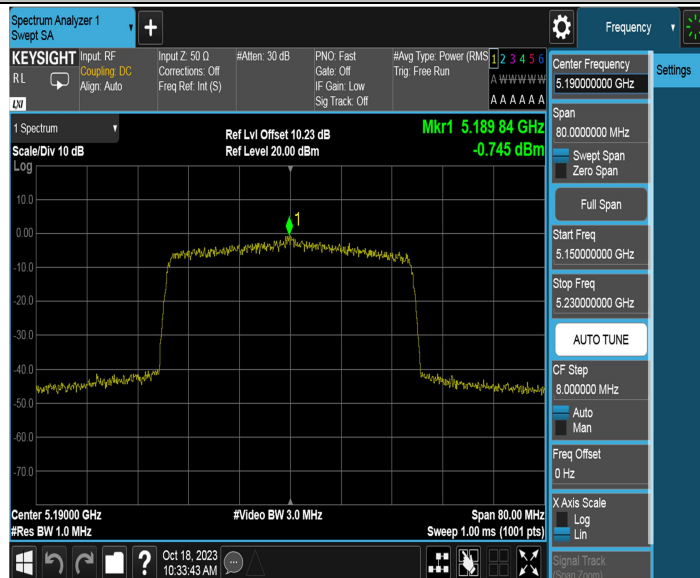 Spectrum Analyzer 1
Swept SA
+
Frequency
KEYSIGHT
RL
LXI
Input: RF
Coupling: DC
Align: Auto
Input Z: 50 Ω
Corrections: Off
Freq Ref: Int (S)
#Atten: 30 dB
PNO: Fast
Gate: Off
IF Gain: Low
Sig Track: Off
#Avg Type: Power (RMS
Trig: Free Run
1 2 3 4 5 6
A W W W W W
A A A A A A
Center Frequency
5.190000000 GHz
Settings
Span
80.0000000 MHz
Swept Span
Zero Span
Full Span
Start Freq
5.150000000 GHz
Stop Freq
5.230000000 GHz
AUTO TUNE
CF Step
8.000000 MHz
Auto
Man
Freq Offset
0 Hz
X Axis Scale
Log
Lin
Signal Track
(Span Zoom)
1 Spectrum
Scale/Div 10 dB
Log
Ref Lvl Offset 10.23 dB
Ref Level 20.00 dBm
Mkr1 5.189 84 GHz
-0.745 dBm
1
10.0
0.00
-10.0
-20.0
-30.0
-40.0
-50.0
-60.0
-70.0
Center 5.19000 GHz
#Res BW 1.0 MHz
#Video BW 3.0 MHz
Span 80.00 MHz
Sweep 1.00 ms (1001 pts)
?
Oct 18, 2023
10:33:43 AM